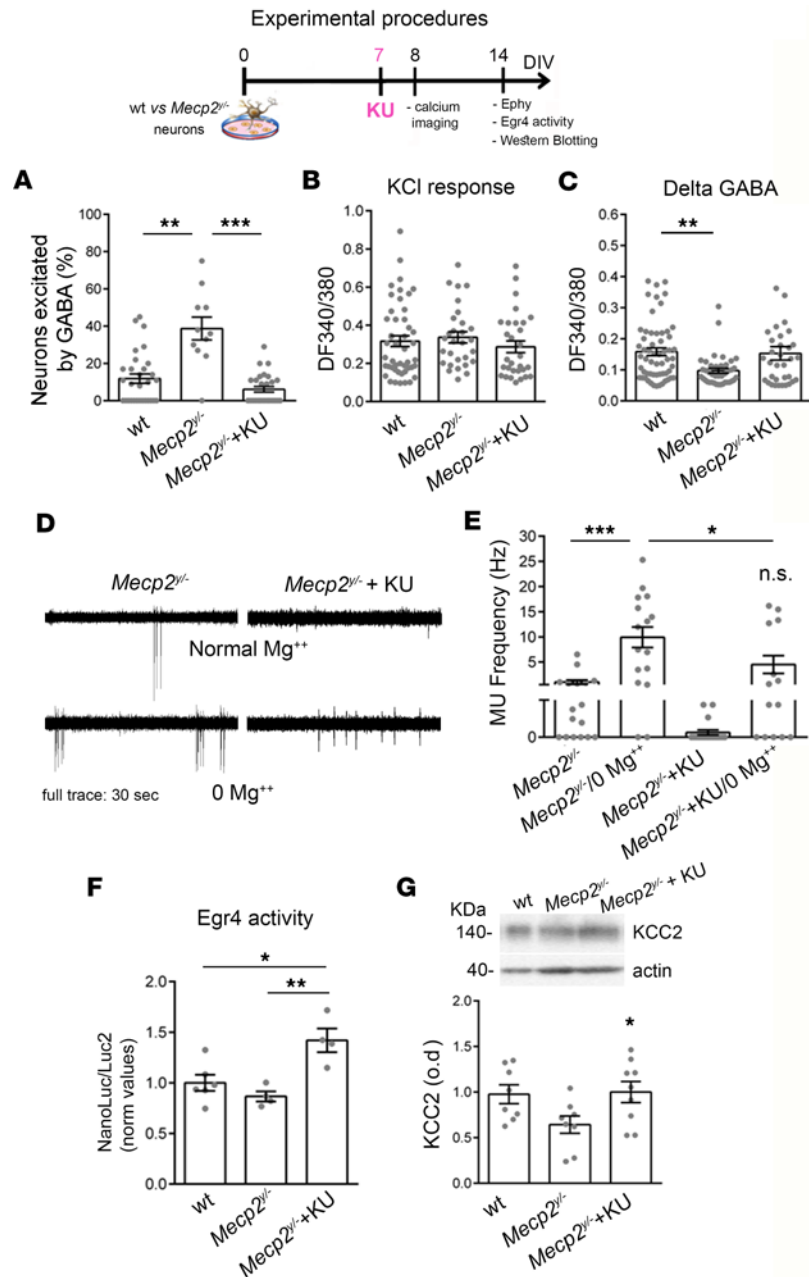 Experimental procedures
0 7 8 14 DIV
wt vs Mecp2y/-
neurons
KU
- calcium
imaging
- Ephy
- Egr4 activity
- Western Blotting
A
Neurons excitated
by GABA (%)
100
80
60
40
20
0
** ***
wt
Mecp2y/-
Mecp2y/-+KU
B
KCl response
DF340/380
1.0
0.8
0.6
0.4
0.2
0.0
wt
Mecp2y/-
Mecp2y/-+KU
C
Delta GABA
DF340/380
0.6
0.5
0.4
0.3
0.2
0.1
0.0
**
wt
Mecp2y/-
Mecp2y/-+KU
D
Mecp2y/- Mecp2y/- + KU
Normal Mg++
full trace: 30 sec 0 Mg++
E
MU Frequency (Hz)
30
25
20
15
10
5
0
*** *
n.s.
Mecp2y/-
Mecp2y/-/0 Mg++
Mecp2y/-+KU
Mecp2y/-+KU/0 Mg++
F
Egr4 activity
NanoLuc/Luc2
(norm values)
2.0
1.5
1.0
0.5
0.0
*
**
wt
Mecp2y/-
Mecp2y/-+KU
G
wt Mecp2y/- Mecp2y/- + KU
KDa
140- KCC2
40- actin
KCC2 (o.d)
2.0
1.5
1.0
0.5
0.0
*
wt
Mecp2y/-
Mecp2y/-+KU